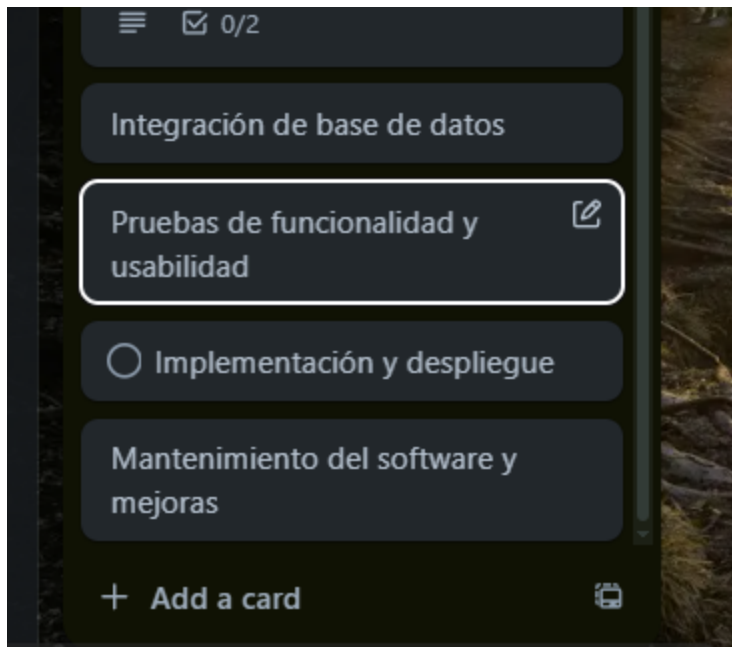 0/2
Integración de base de datos
Pruebas de funcionalidad y
usabilidad
Implementación y despliegue
Mantenimiento del software y
mejoras
+ Add a card